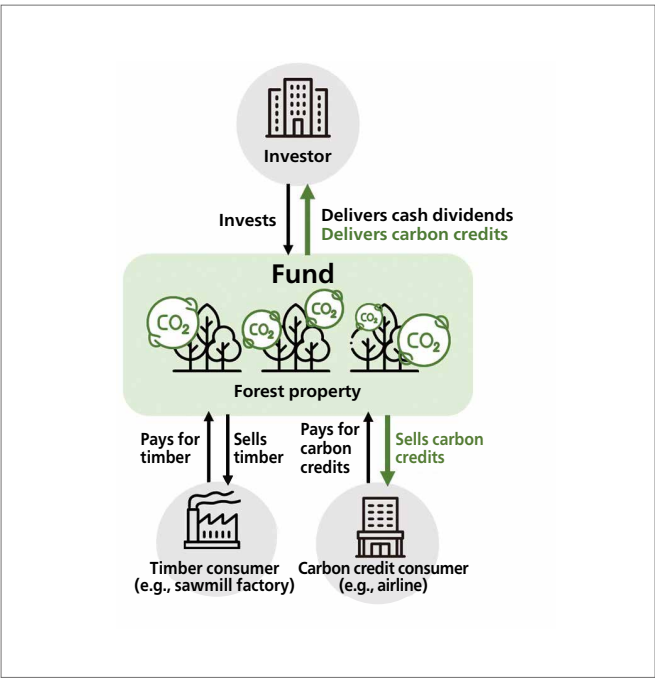 Investor
Invests
Delivers cash dividends
Delivers carbon credits
Fund
CO₂
CO₂
CO₂
CO₂
CO₂
Forest property
Pays for
timber
Sells
timber
Pays for
carbon
credits
Sells carbon
credits
Timber consumer
(e.g., sawmill factory)
Carbon credit consumer
(e.g., airline)